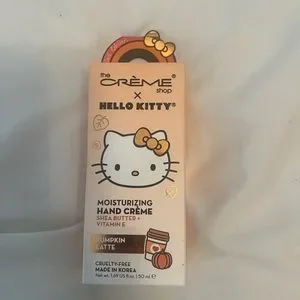 the
CRÈME®
shop
×
HELLO KITTY®
MOISTURIZING
HAND CRÈME
SHEA BUTTER +
VITAMIN E
PUMPKIN
LATTE
CRUELTY-FREE
MADE IN KOREA
Net wt. 1.69 US fl. oz. | 50 ml e